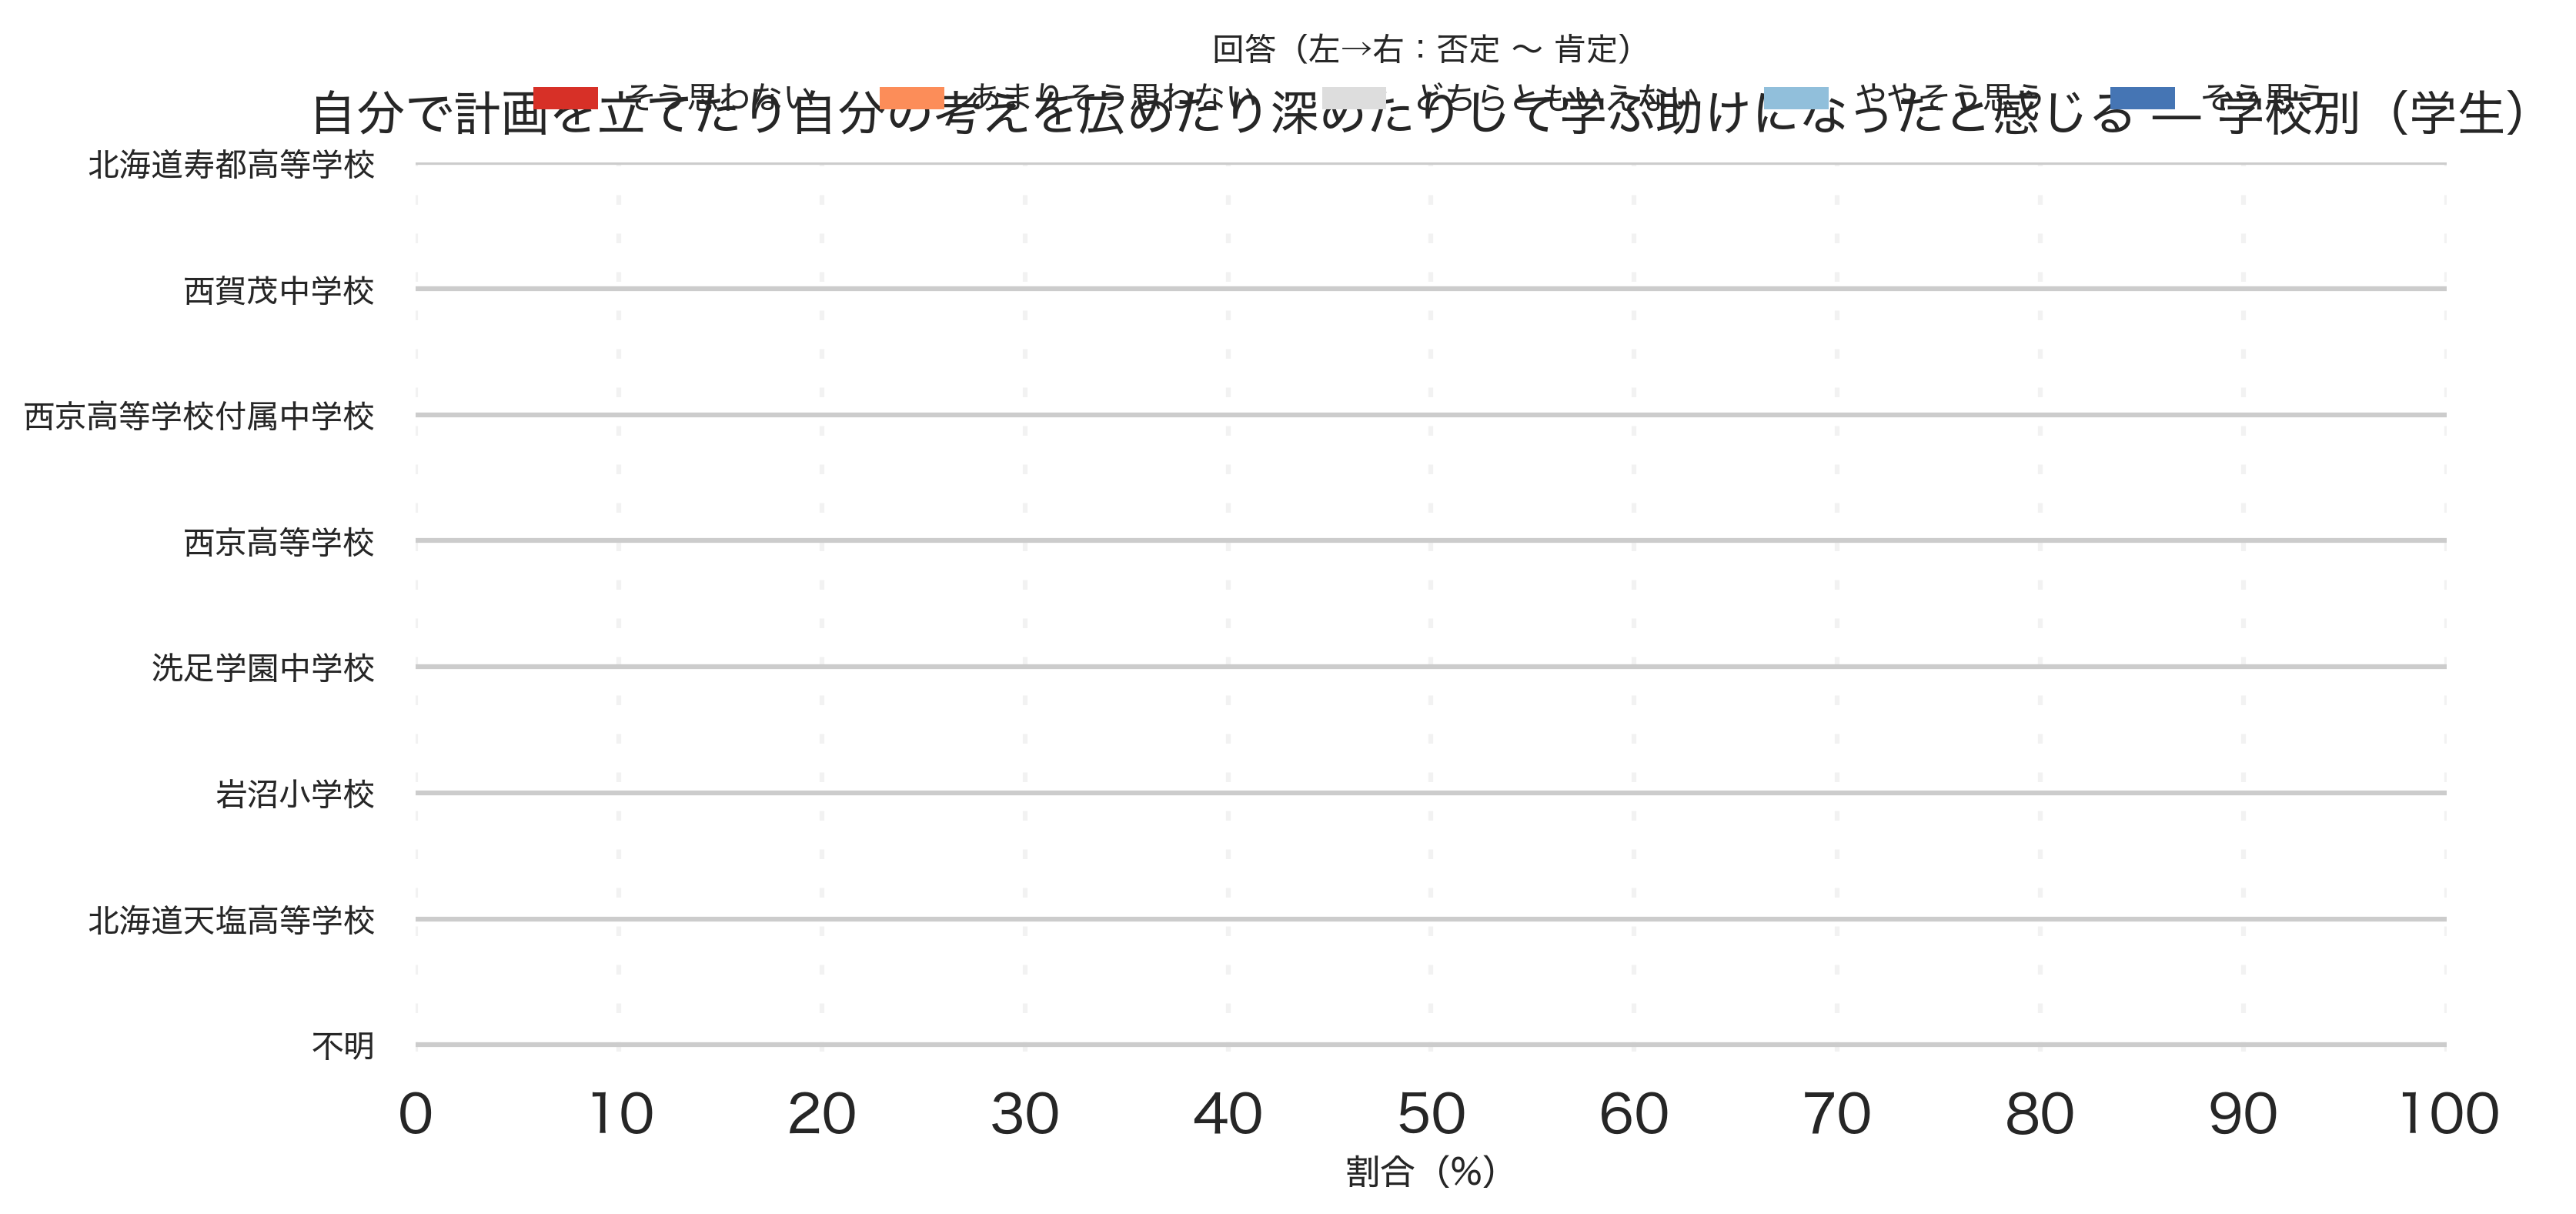 回答（左→右：否定 ～ 肯定）
そう思わない あまりそう思わない どちらともいえない ややそう思う そう思う
自分で計画を立てたり自分の考えを広めたり深めたりして学ぶ助けになったと感じる — 学校別（学生）
北海道寿都高等学校
西賀茂中学校
西京高等学校付属中学校
西京高等学校
洗足学園中学校
岩沼小学校
北海道天塩高等学校
不明
0 10 20 30 40 50 60 70 80 90 100
割合（%）